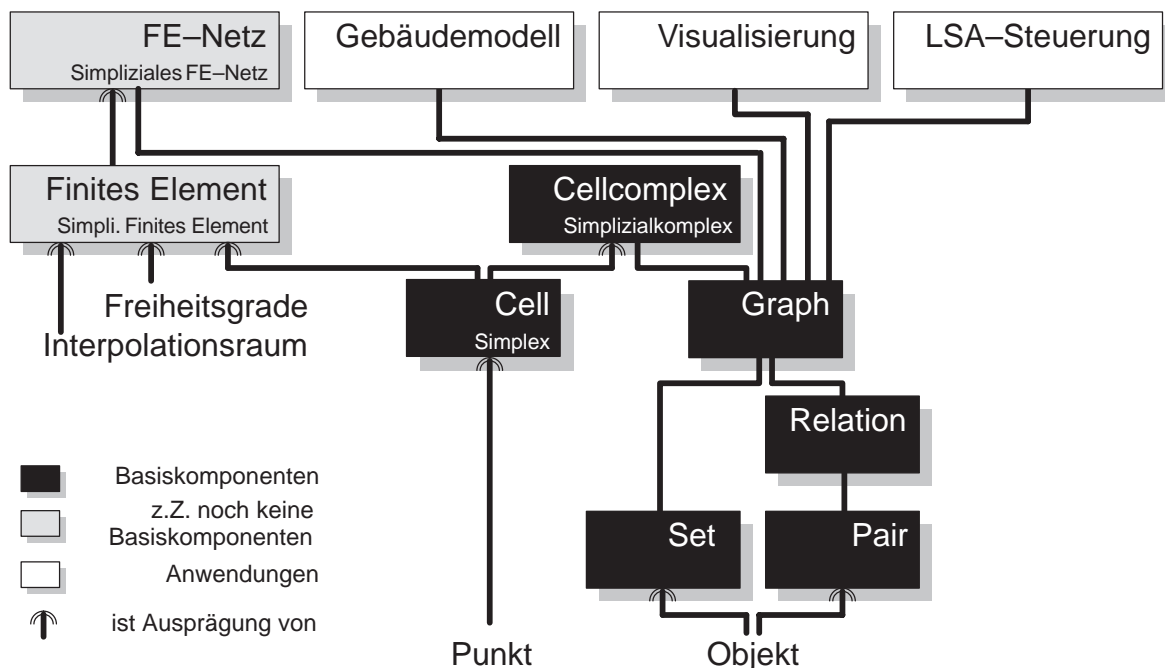 FE–Netz
Simpliziales FE–Netz
Gebäudemodell
Visualisierung
LSA–Steuerung
Finites Element
Simpli. Finites Element
Cellcomplex
Simplizialkomplex
Freiheitsgrade
Interpolationsraum
Cell
Simplex
Graph
Relation
Set
Pair
Basiskomponenten
z.Z. noch keine
Basiskomponenten
Anwendungen
ist Ausprägung von
Punkt
Objekt